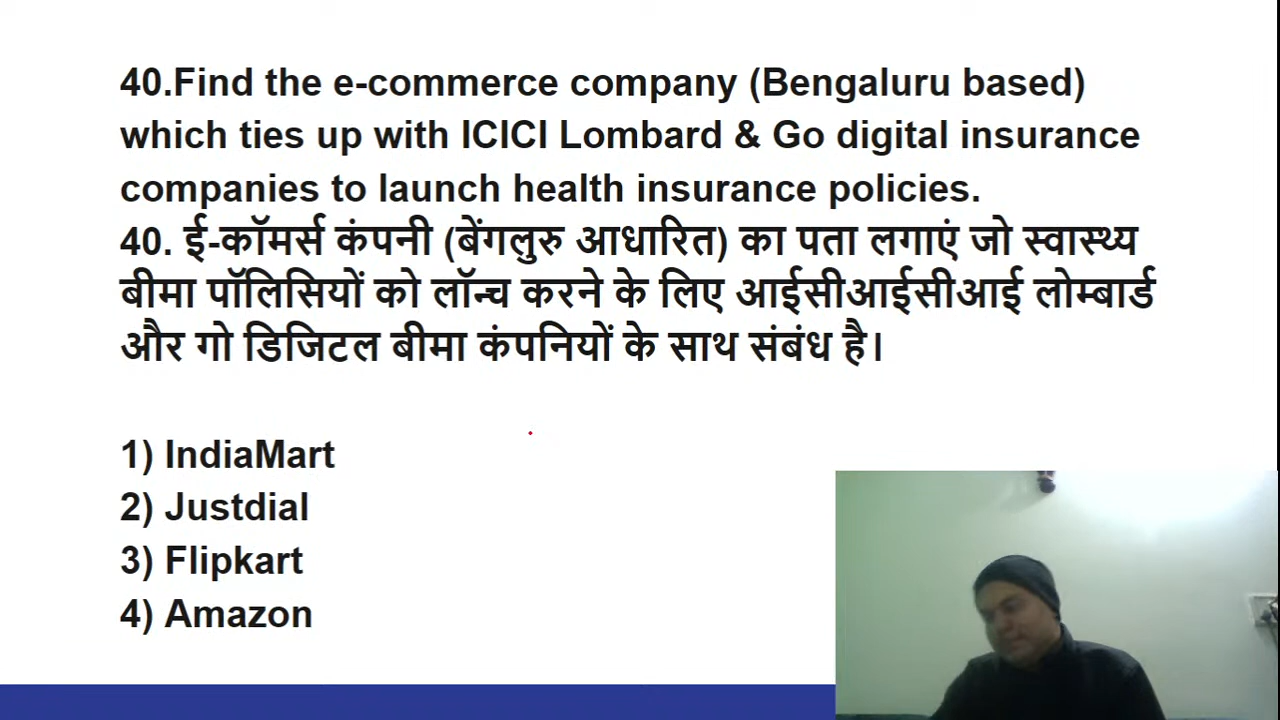 40.Find the e-commerce company (Bengaluru based)
which ties up with ICICI Lombard & Go digital insurance
companies to launch health insurance policies.
40. ई-कॉमर्स कंपनी (बेंगलुरु आधारित) का पता लगाएं जो स्वास्थ्य
बीमा पॉलिसियों को लॉन्च करने के लिए आईसीआईसीआई लोम्बार्ड
और गो डिजिटल बीमा कंपनियों के साथ संबंध है।
1) IndiaMart
2) Justdial
3) Flipkart
4) Amazon